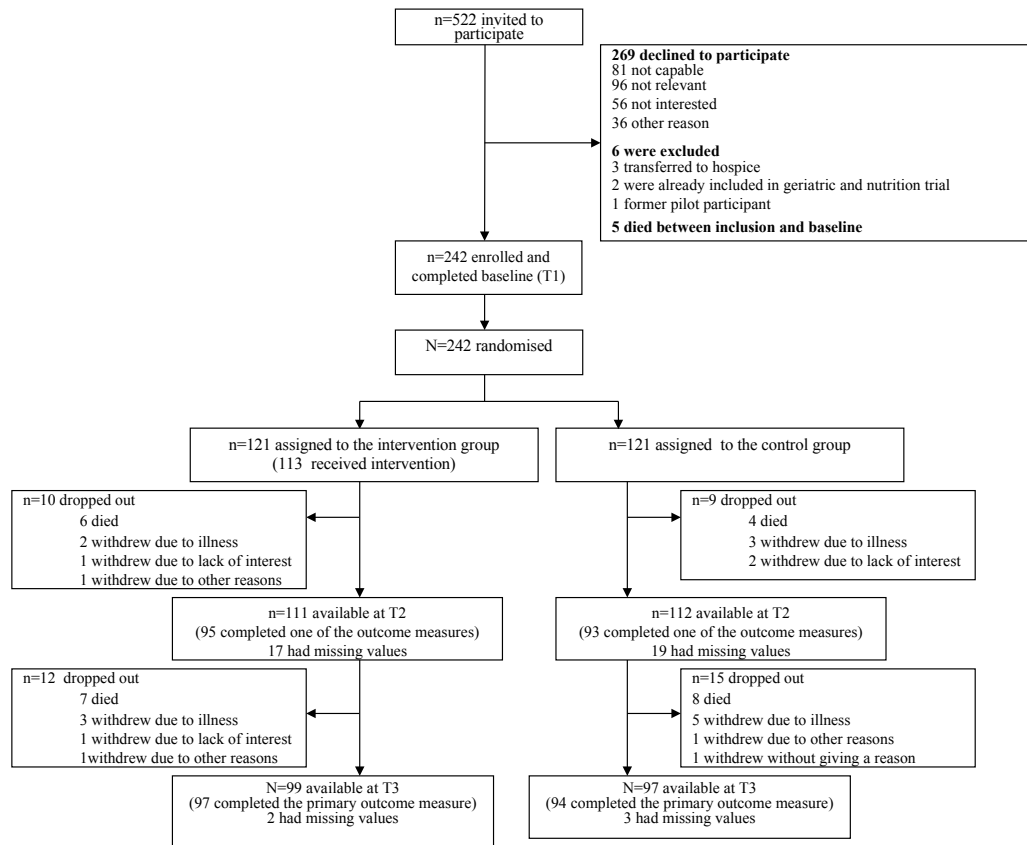 n=522 invited to
participate
269 declined to participate
81 not capable
96 not relevant
56 not interested
36 other reason
6 were excluded
3 transferred to hospice
2 were already included in geriatric and nutrition trial
1 former pilot participant
5 died between inclusion and baseline
n=242 enrolled and
completed baseline (T1)
N=242 randomised
n=121 assigned to the intervention group
(113 received intervention)
n=121 assigned to the control group
n=10 dropped out
6 died
2 withdrew due to illness
1 withdrew due to lack of interest
1 withdrew due to other reasons
n=9 dropped out
4 died
3 withdrew due to illness
2 withdrew due to lack of interest
n=111 available at T2
(95 completed one of the outcome measures)
17 had missing values
n=112 available at T2
(93 completed one of the outcome measures)
19 had missing values
n=12 dropped out
7 died
3 withdrew due to illness
1 withdrew due to lack of interest
1withdrew due to other reasons
n=15 dropped out
8 died
5 withdrew due to illness
1 withdrew due to other reasons
1 withdrew without giving a reason
N=99 available at T3
(97 completed the primary outcome measure)
2 had missing values
N=97 available at T3
(94 completed the primary outcome measure)
3 had missing values